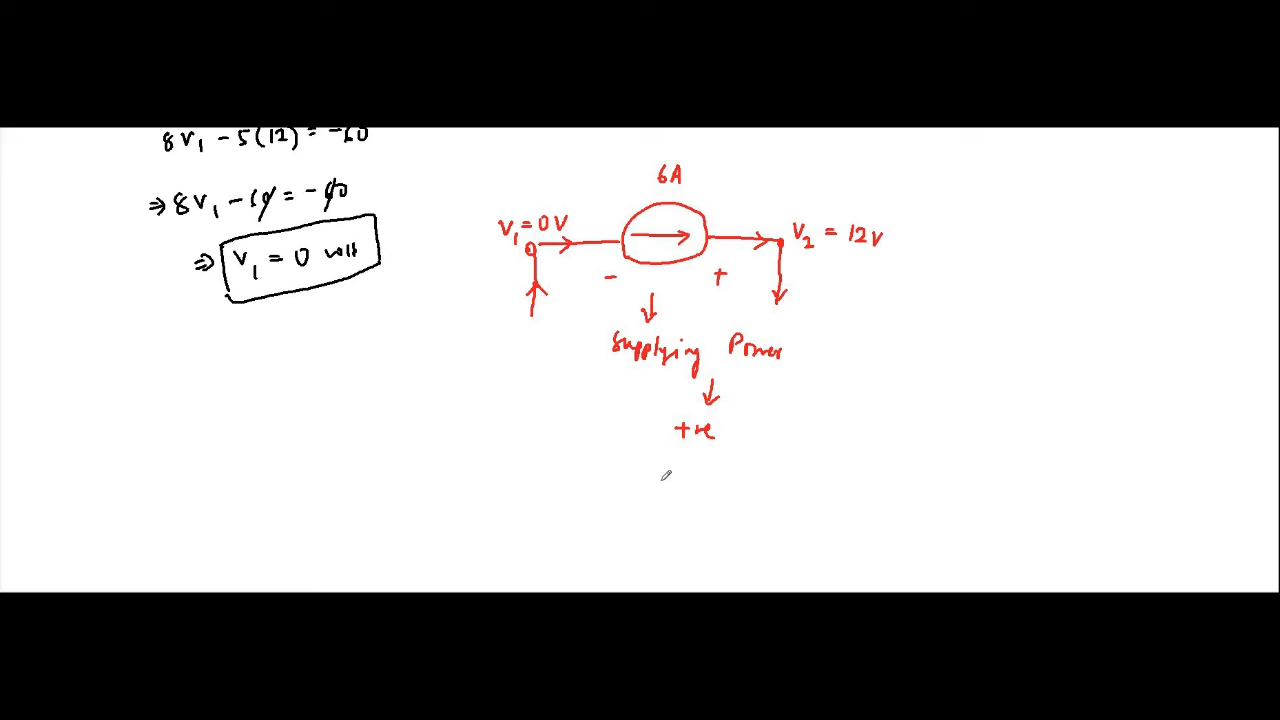 8V₁ - 5(12) = -60
⇒ 8V₁ - 60 = -60
⇒ V₁ = 0 volt
6A
V₁ = 0V
V₂ = 12V
- +
↓
Supplying Power
↓
+ve